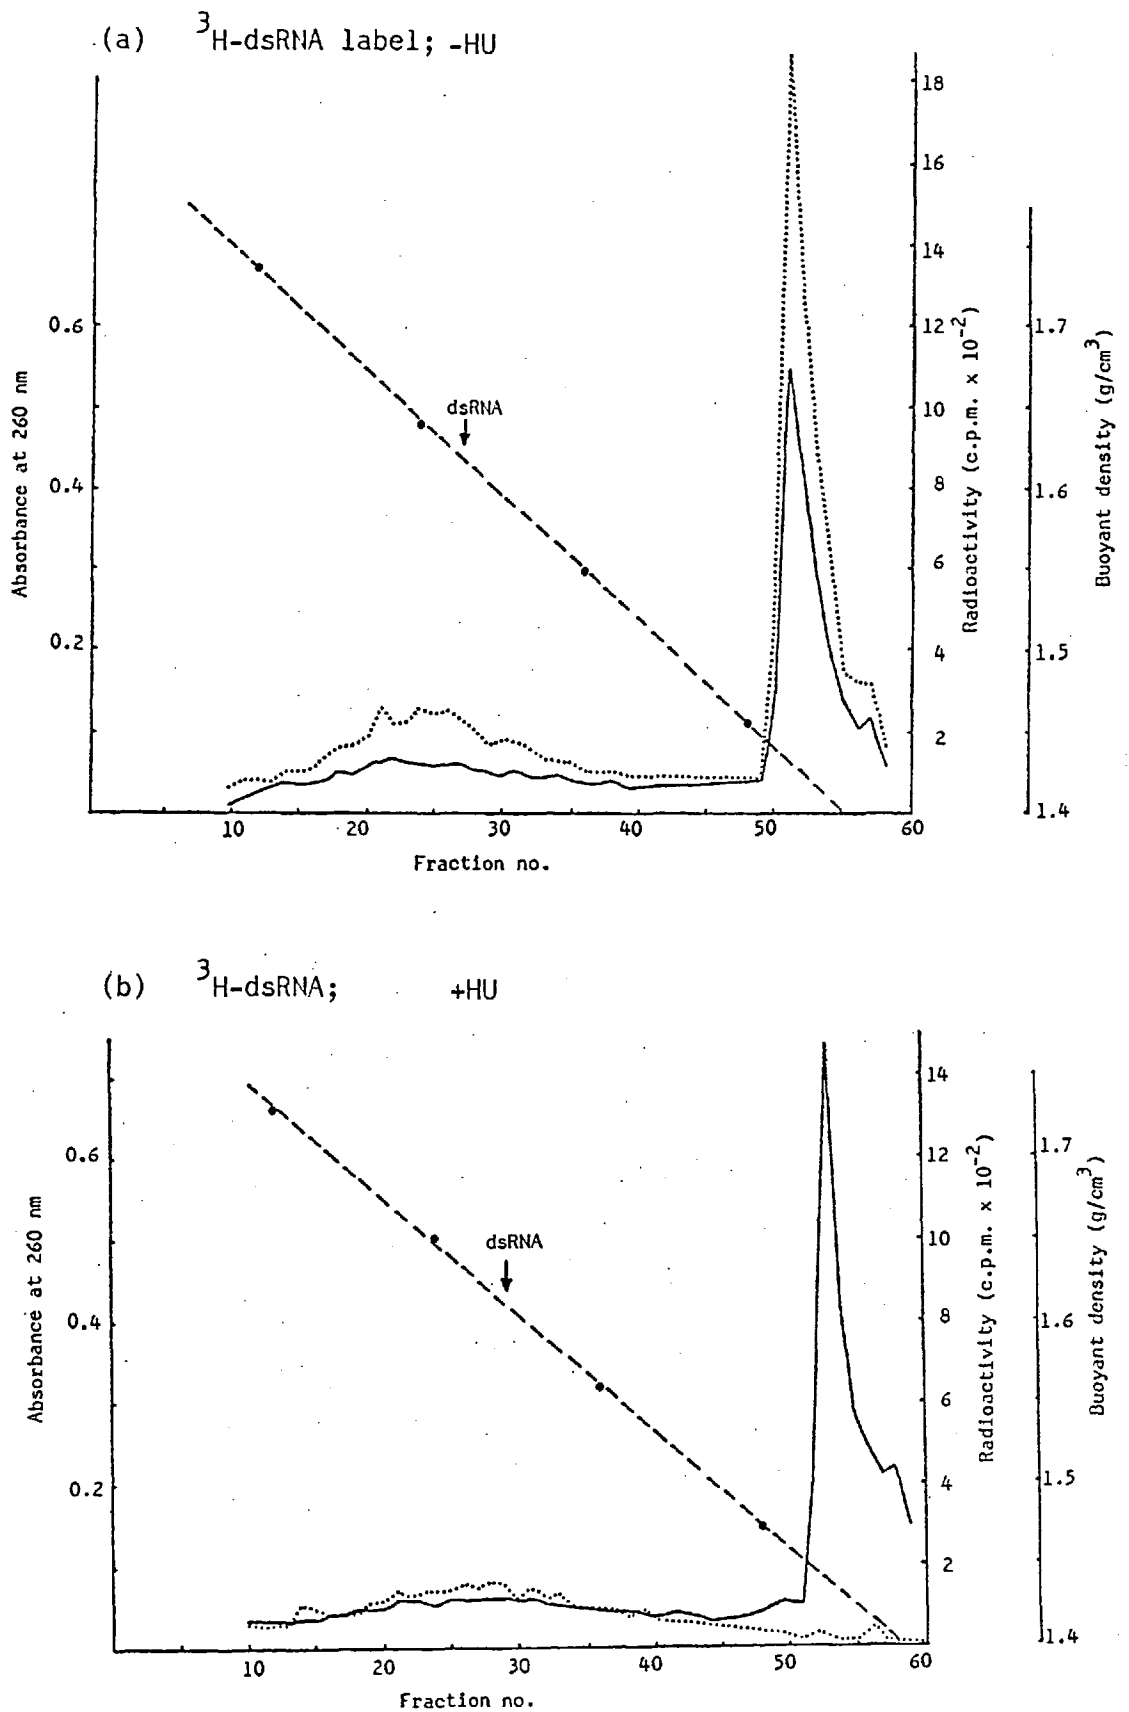 (a) ³H-dsRNA label; -HU
18
16
14
12
10
8
6
4
2
0.6
0.4
0.2
1.7
1.6
1.5
1.4
Absorbance at 260 nm
Radioactivity (c.p.m. x 10⁻²)
Buoyant density (g/cm³)
dsRNA
10 20 30 40 50 60
Fraction no.
(b) ³H-dsRNA; +HU
14
12
10
8
6
4
2
0.6
0.4
0.2
1.7
1.6
1.5
1.4
Absorbance at 260 nm
Radioactivity (c.p.m. x 10⁻²)
Buoyant density (g/cm³)
dsRNA
10 20 30 40 50 60
Fraction no.